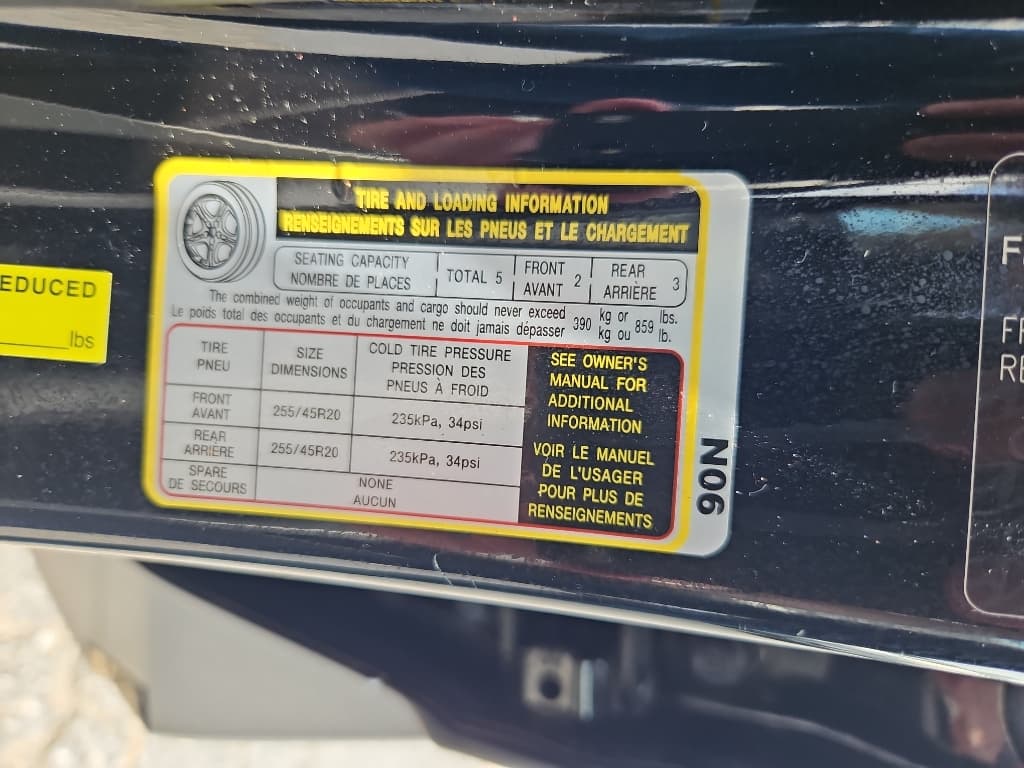 TIRE AND LOADING INFORMATION
RENSEIGNEMENTS SUR LES PNEUS ET LE CHARGEMENT
SEATING CAPACITY
NOMBRE DE PLACES
TOTAL 5
FRONT
AVANT
2
REAR
ARRIÈRE
3
The combined weight of occupants and cargo should never exceed 390 kg or 859 lbs.
Le poids total des occupants et du chargement ne doit jamais dépasser kg ou lb.
TIRE
PNEU
SIZE
DIMENSIONS
COLD TIRE PRESSURE
PRESSION DES
PNEUS À FROID
FRONT
AVANT
255/45R20
235kPa, 34psi
REAR
ARRIÈRE
255/45R20
235kPa, 34psi
SPARE
DE SECOURS
NONE
AUCUN
SEE OWNER'S
MANUAL FOR
ADDITIONAL
INFORMATION
VOIR LE MANUEL
DE L'USAGER
POUR PLUS DE
RENSEIGNEMENTS
N06
EDUCED
lbs